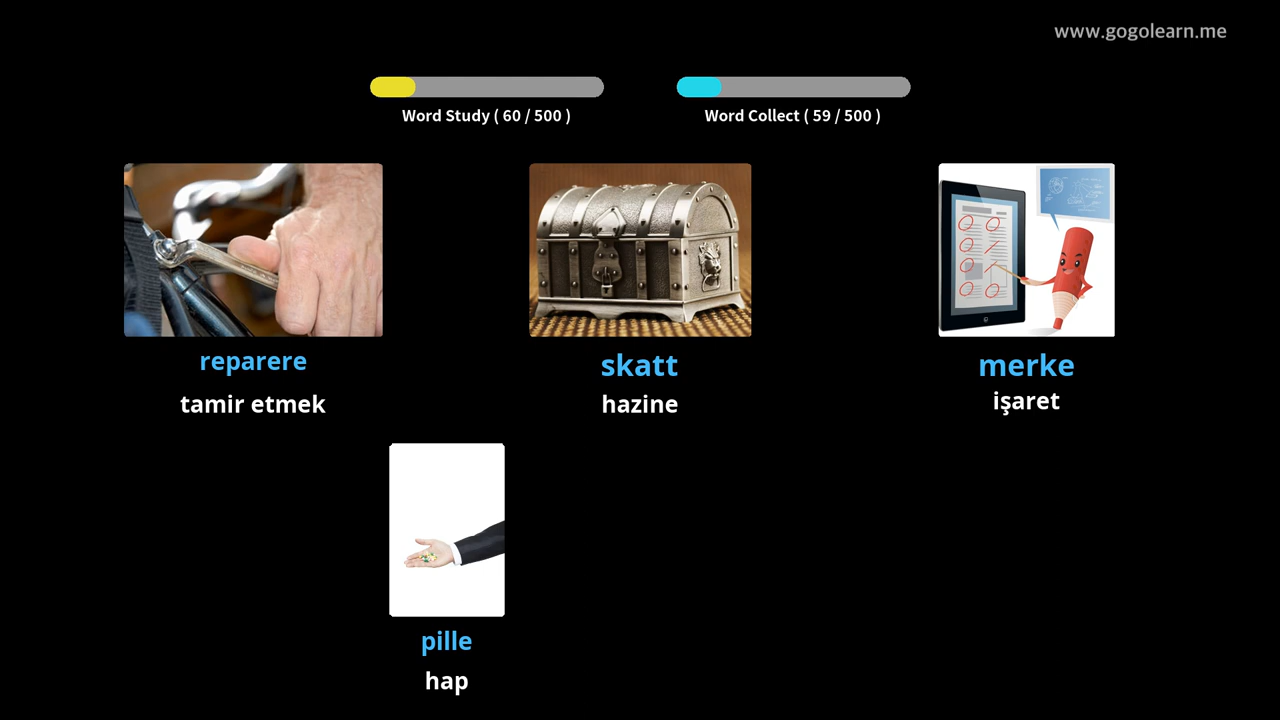 www.gogolearn.me
Word Study ( 60 / 500 )
Word Collect ( 59 / 500 )
reparere
tamir etmek
skatt
hazine
merke
işaret
pille
hap